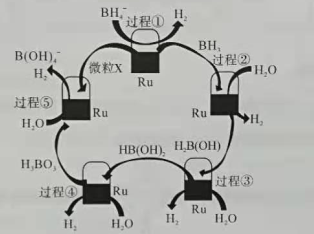 BH₄⁻
过程①
H₂
B(OH)₄⁻
H₂
微粒X
Ru
BH₃
过程②
H₂O
过程⑤
H₂O
Ru
Ru
H₂
H₃BO₃
HB(OH)₂
H₂B(OH)
过程④
Ru
Ru
过程③
H₂
H₂O
H₂
H₂O